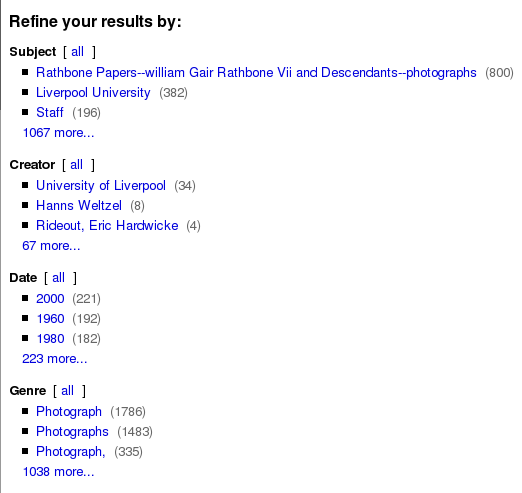 Refine your results by:
Subject [ all ]
Rathbone Papers--william Gair Rathbone Vii and Descendants--photographs (800)
Liverpool University (382)
Staff (196)
1067 more...
Creator [ all ]
University of Liverpool (34)
Hanns Weltzel (8)
Rideout, Eric Hardwicke (4)
67 more...
Date [ all ]
2000 (221)
1960 (192)
1980 (182)
223 more...
Genre [ all ]
Photograph (1786)
Photographs (1483)
Photograph, (335)
1038 more...